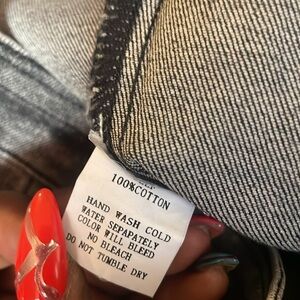 100%COTTON
HAND WASH COLD
WATER SEPAPATELY
COLOR WILL BLEED
NO BLEACH
DO NOT TUMBLE DRY